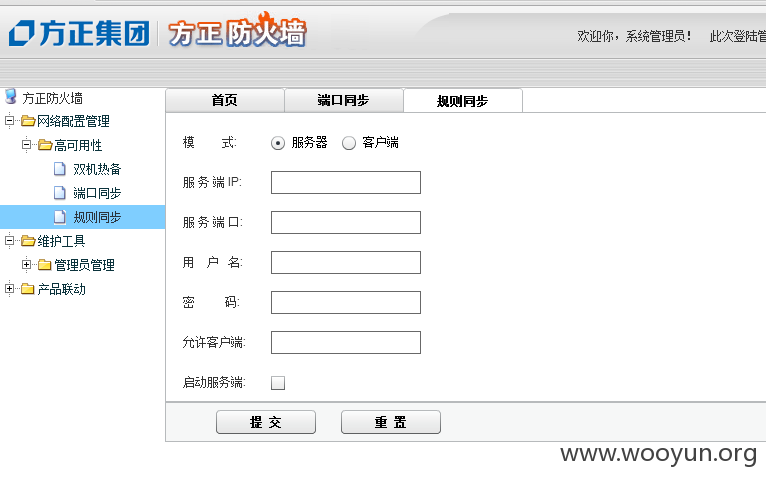 方正集团 方正防火墙
欢迎你，系统管理员！ 此次登陆管
方正防火墙
网络配置管理
高可用性
双机热备
端口同步
规则同步
维护工具
管理员管理
产品联动
首页 端口同步 规则同步
模 式: 服务器 客户端
服务端IP:
服务端口:
用 户 名:
密 码:
允许客户端:
启动服务端:
提 交 重 置
www.wooyun.org